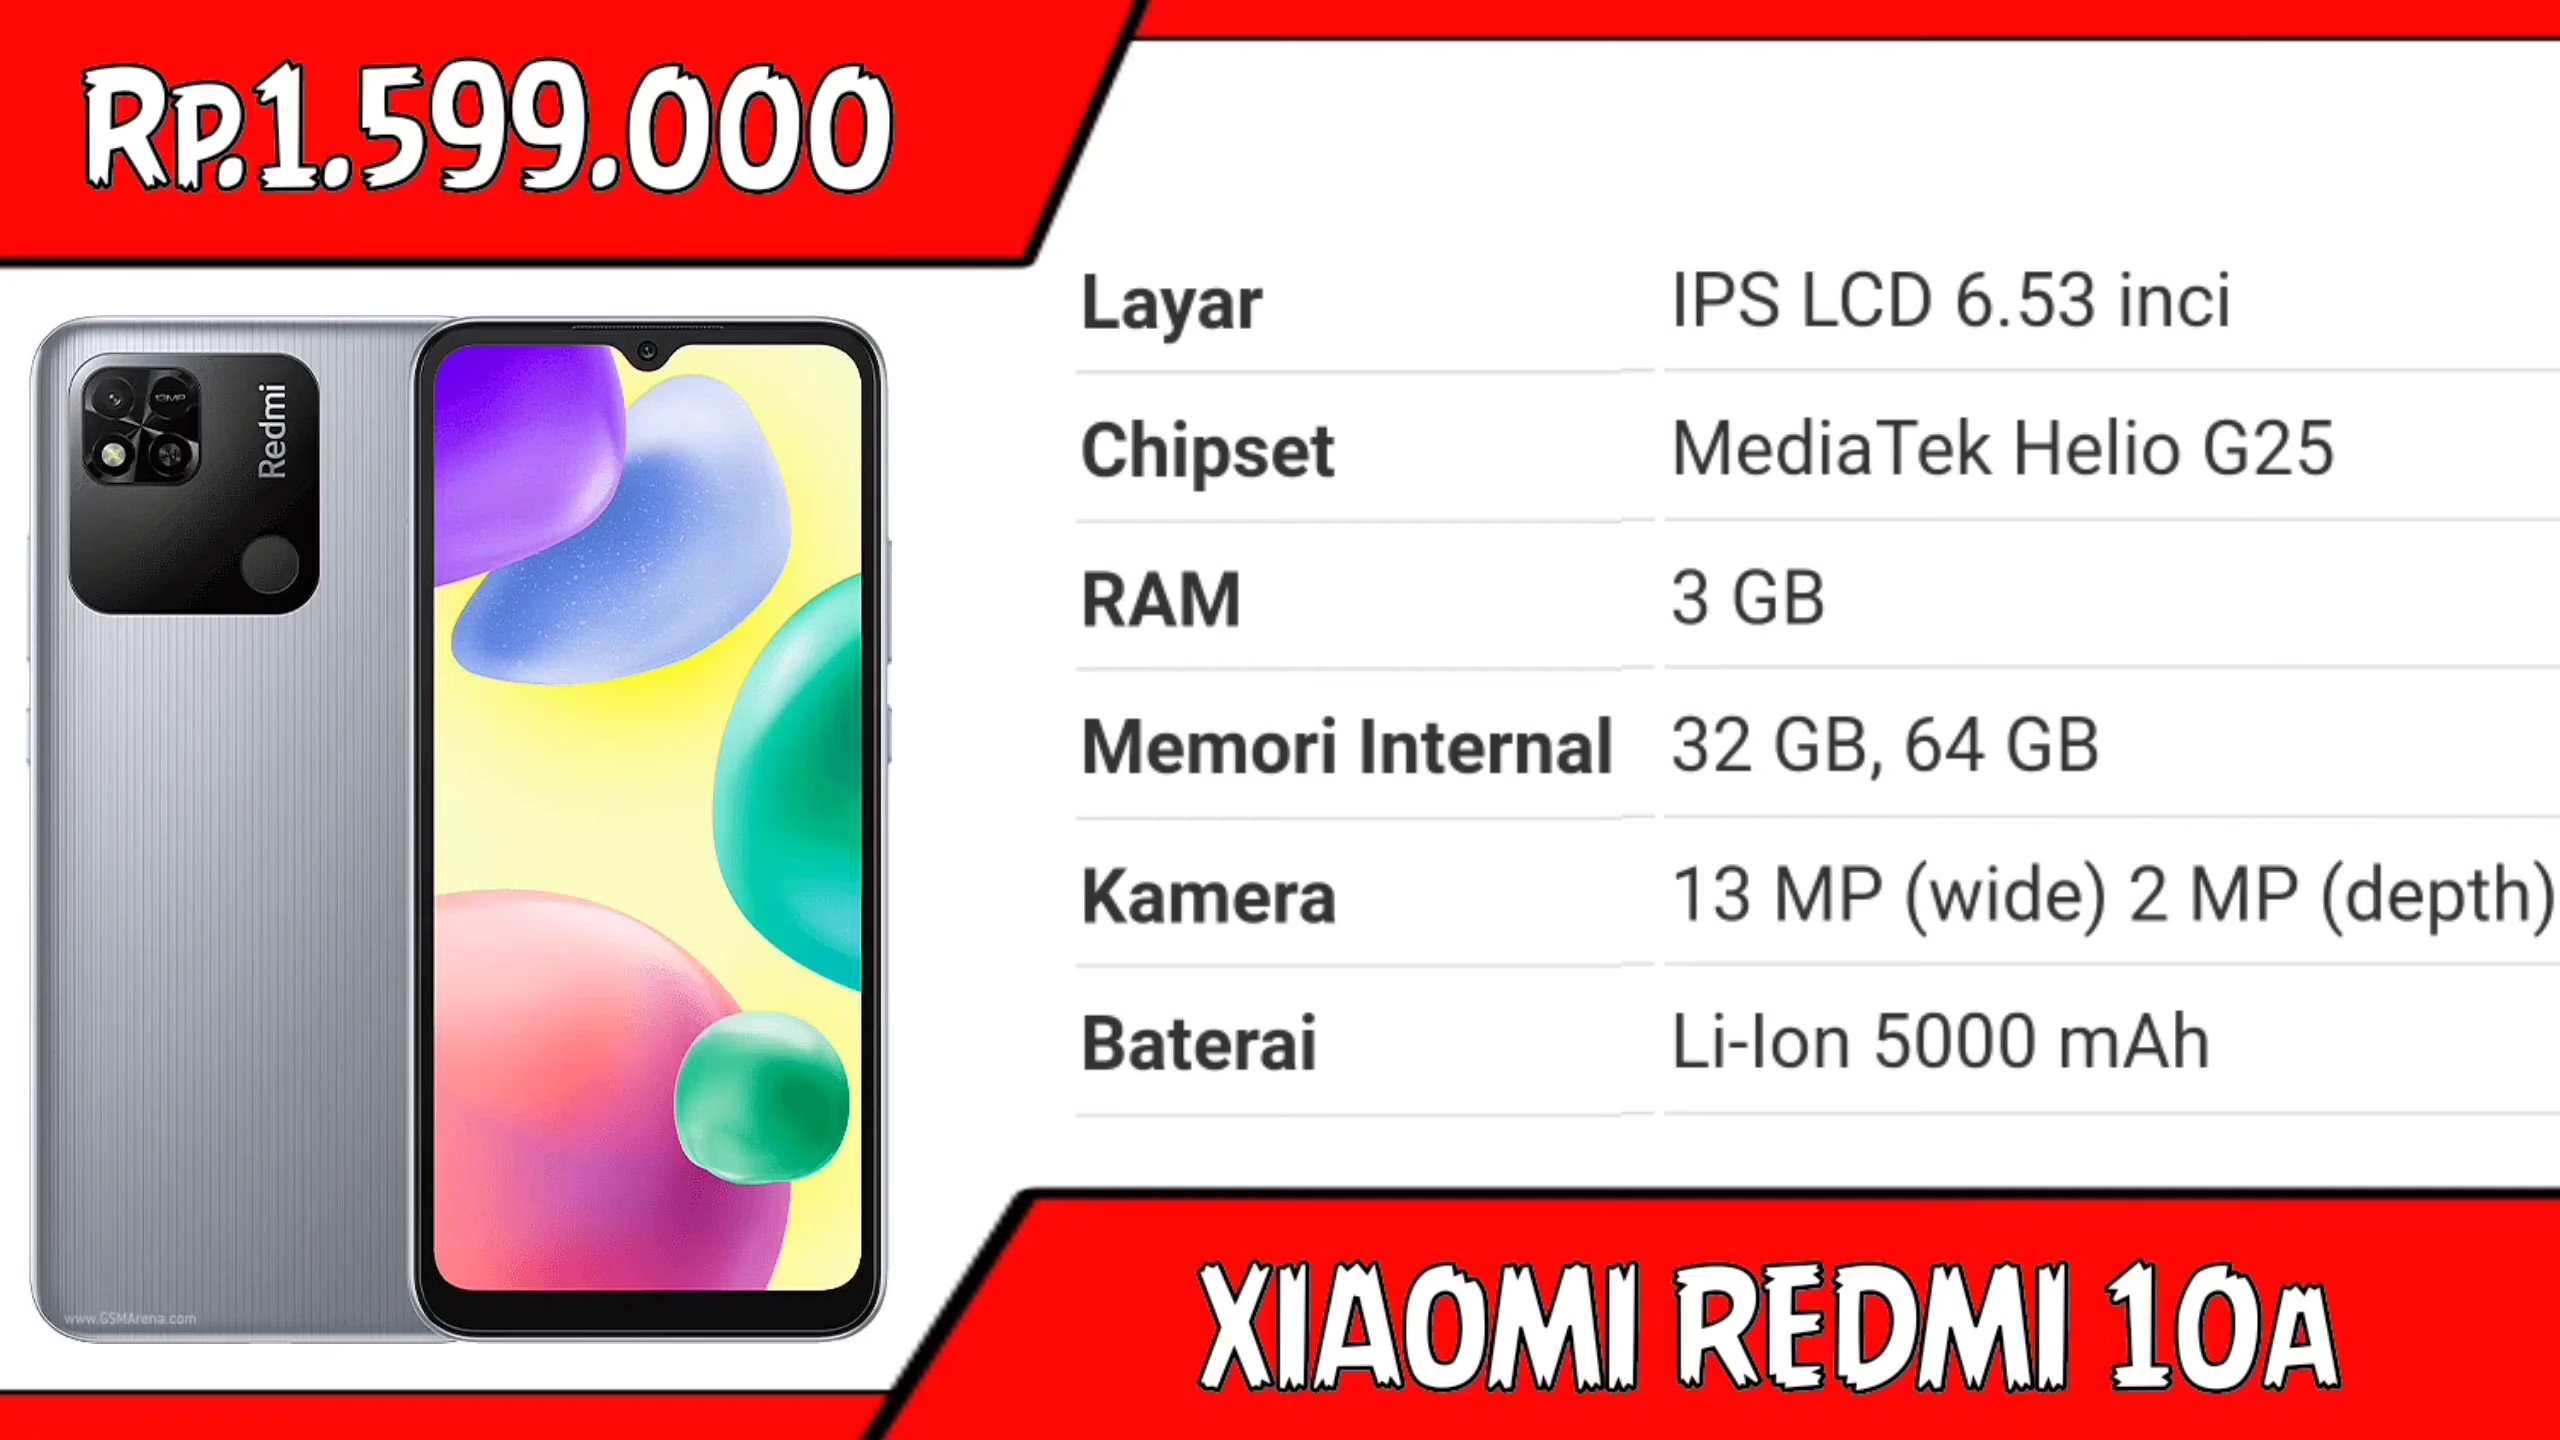 Rp.1.599.000
Redmi
13MP
www.GSMArena.com
Layar IPS LCD 6.53 inci
Chipset MediaTek Helio G25
RAM 3 GB
Memori Internal 32 GB, 64 GB
Kamera 13 MP (wide) 2 MP (depth)
Baterai Li-Ion 5000 mAh
XIAOMI REDMI 10A